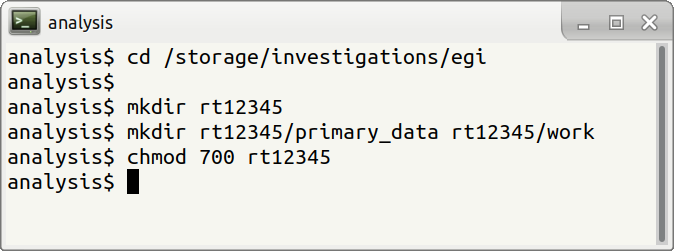 analysis
analysis$ cd /storage/investigations/egi
analysis$
analysis$ mkdir rt12345
analysis$ mkdir rt12345/primary_data rt12345/work
analysis$ chmod 700 rt12345
analysis$